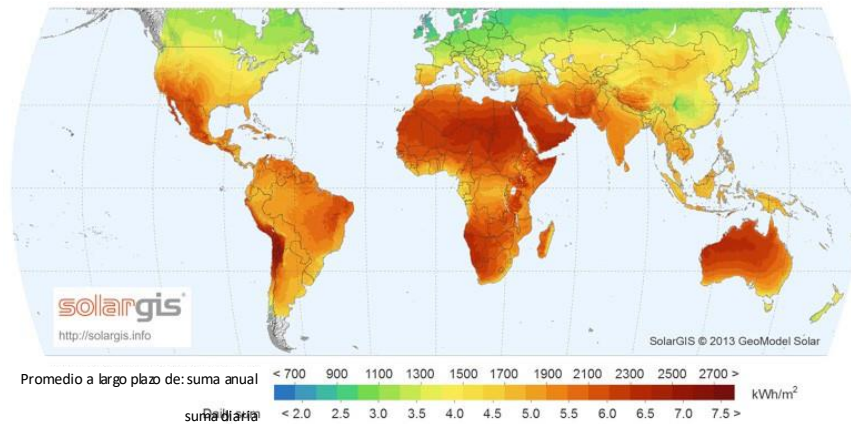 solargis
http://solargis.info
SolarGIS © 2013 GeoModel Solar
Promedio a largo plazo de: suma anual < 700 900 1100 1300 1500 1700 1900 2100 2300 2500 2700 >
kWh/m²
suma diaria < 2.0 2.5 3.0 3.5 4.0 4.5 5.0 5.5 6.0 6.5 7.0 7.5 >